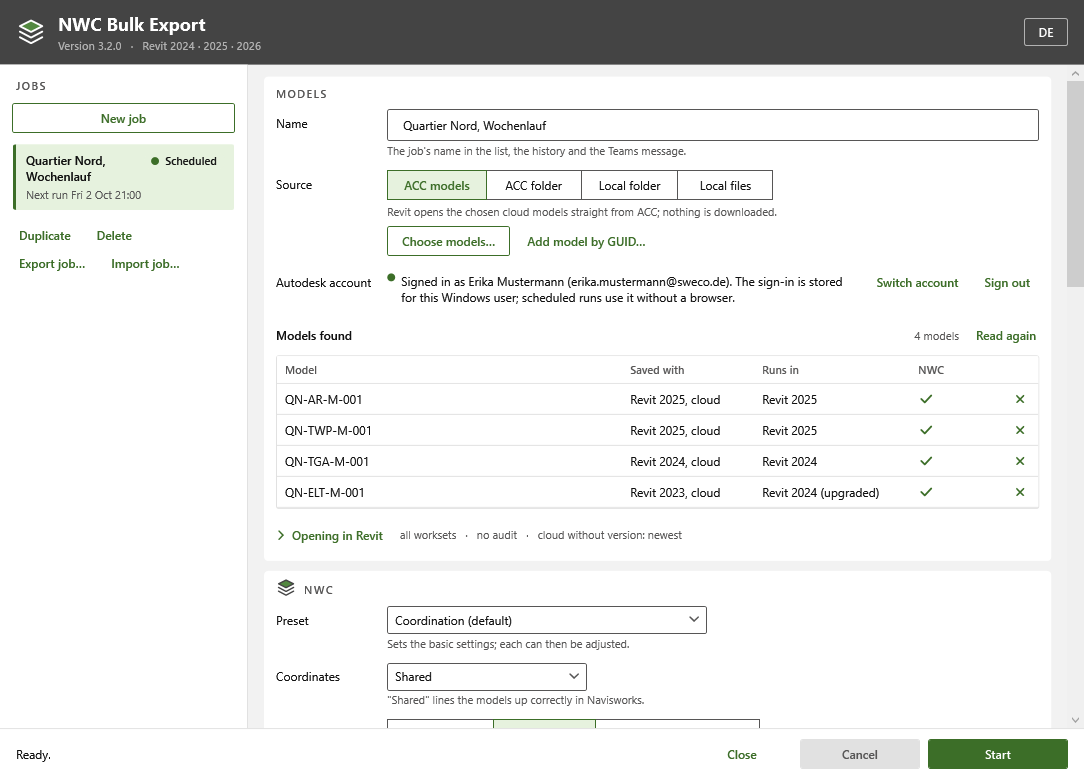 NWC Bulk Export
Version 3.2.0 · Revit 2024 · 2025 · 2026
DE
JOBS
New job
Quartier Nord, Wochenlauf
Scheduled
Next run Fri 2 Oct 21:00
Duplicate Delete
Export job... Import job...
MODELS
Name
Quartier Nord, Wochenlauf
The job's name in the list, the history and the Teams message.
Source
ACC models ACC folder Local folder Local files
Revit opens the chosen cloud models straight from ACC; nothing is downloaded.
Choose models... Add model by GUID...
Autodesk account
Signed in as Erika Mustermann (erika.mustermann@sweco.de). The sign-in is stored
for this Windows user; scheduled runs use it without a browser.
Switch account Sign out
Models found 4 models Read again
Model Saved with Runs in NWC
QN-AR-M-001 Revit 2025, cloud Revit 2025
QN-TWP-M-001 Revit 2025, cloud Revit 2025
QN-TGA-M-001 Revit 2024, cloud Revit 2024
QN-ELT-M-001 Revit 2023, cloud Revit 2024 (upgraded)
Opening in Revit all worksets · no audit · cloud without version: newest
NWC
Preset Coordination (default)
Sets the basic settings; each can then be adjusted.
Coordinates Shared
"Shared" lines the models up correctly in Navisworks.
Ready. Close Cancel Start